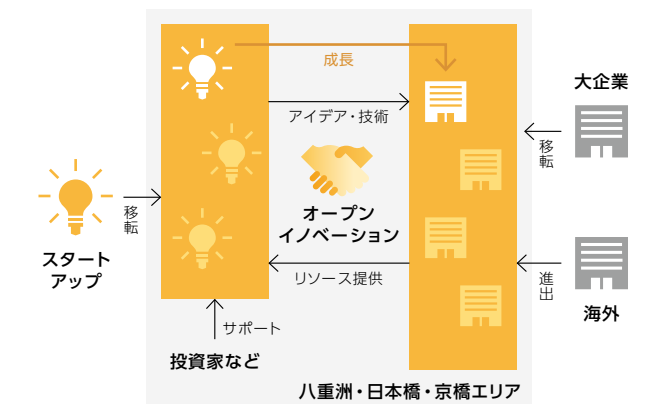 成長
アイデア・技術
オープン
イノベーション
リソース提供
スタート
アップ
移転
サポート
投資家など
大企業
移転
海外
進出
八重洲・日本橋・京橋エリア